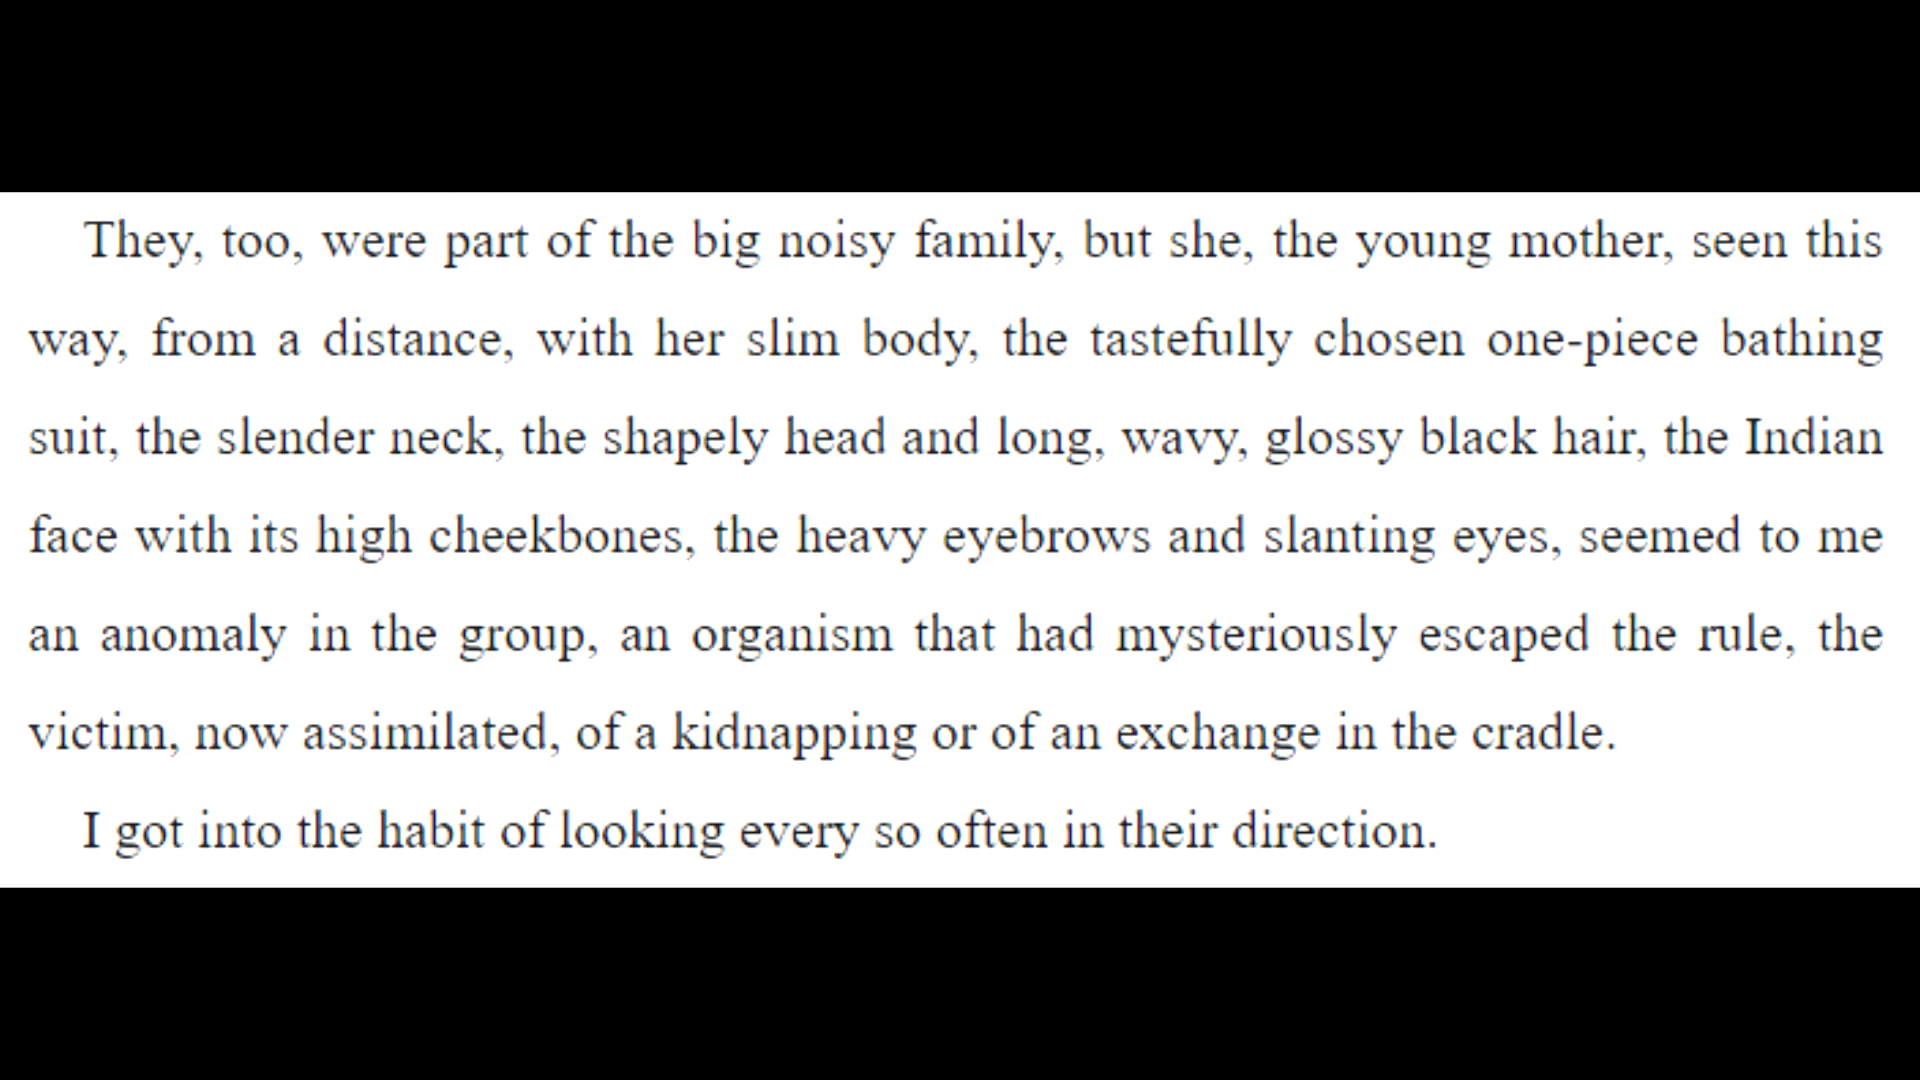 They, too, were part of the big noisy family, but she, the young mother, seen this
way, from a distance, with her slim body, the tastefully chosen one-piece bathing
suit, the slender neck, the shapely head and long, wavy, glossy black hair, the Indian
face with its high cheekbones, the heavy eyebrows and slanting eyes, seemed to me
an anomaly in the group, an organism that had mysteriously escaped the rule, the
victim, now assimilated, of a kidnapping or of an exchange in the cradle.
I got into the habit of looking every so often in their direction.